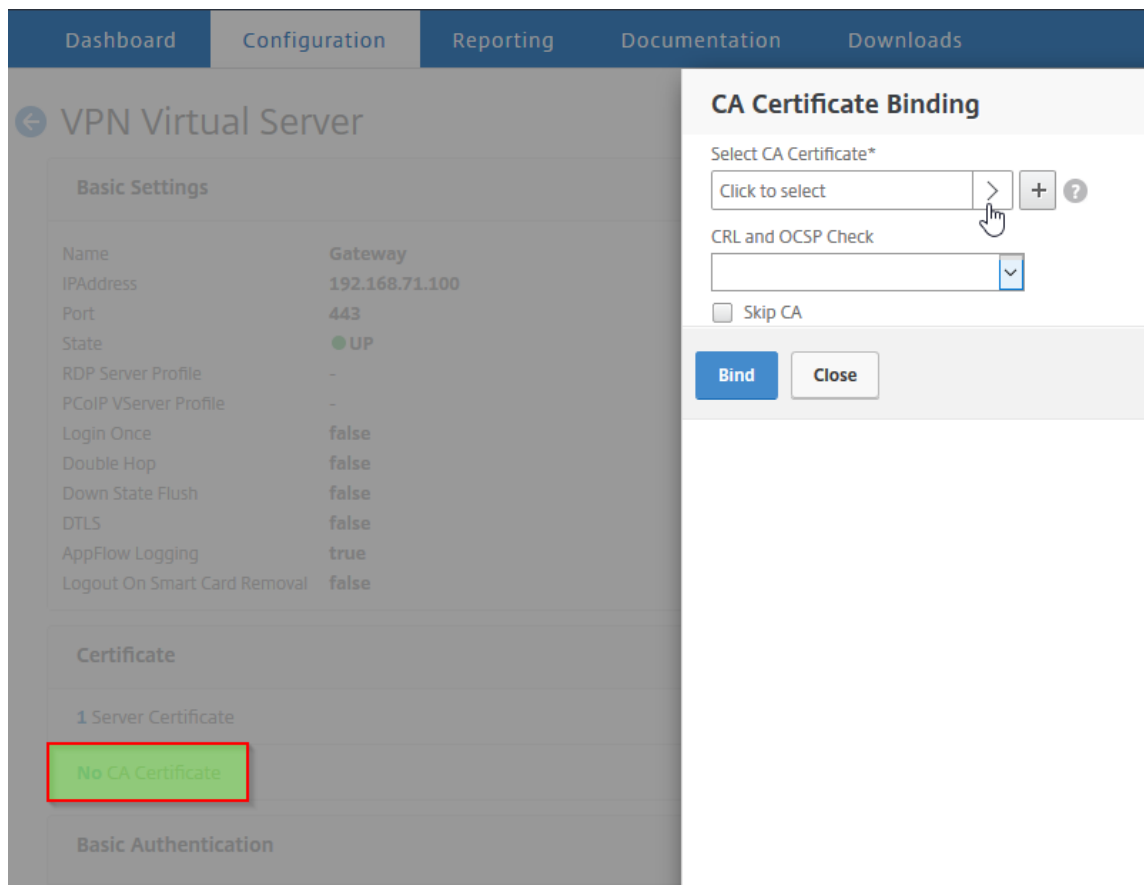 Dashboard Configuration Reporting Documentation Downloads
VPN Virtual Server
Basic Settings
Name Gateway
IPAddress 192.168.71.100
Port 443
State UP
RDP Server Profile -
PCoIP VServer Profile -
Login Once false
Double Hop false
Down State Flush false
DTLS false
AppFlow Logging true
Logout On Smart Card Removal false
Certificate
1 Server Certificate
No CA Certificate
Basic Authentication
CA Certificate Binding
Select CA Certificate*
Click to select > + ?
CRL and OCSP Check
Skip CA
Bind Close